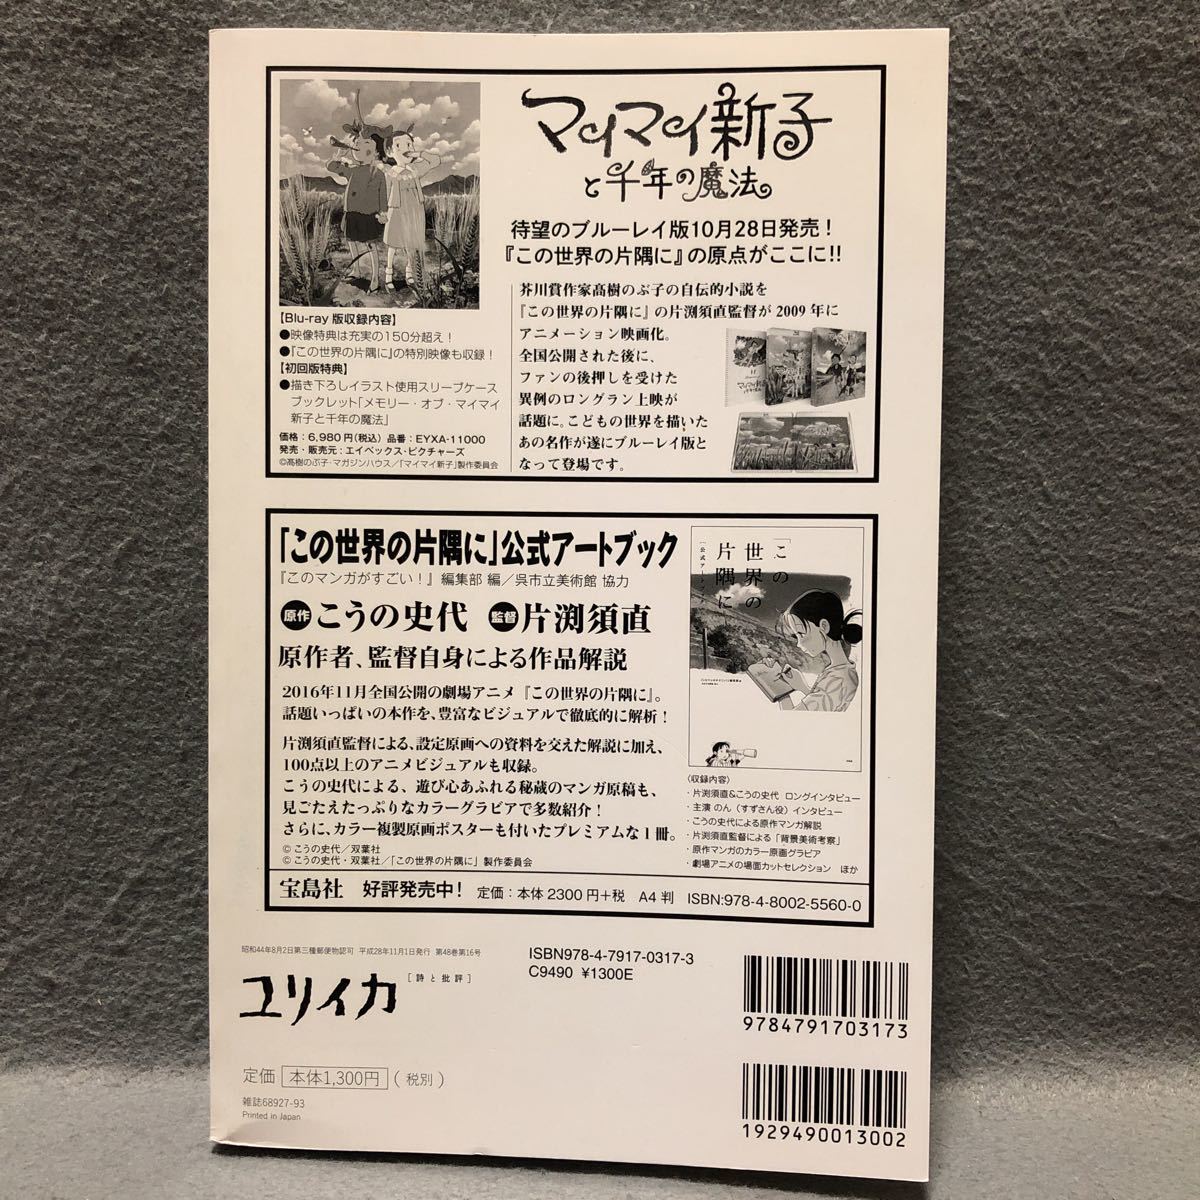 マイマイ新子
と千年の魔法
待望のブルーレイ版10月28日発売！
『この世界の片隅に』の原点がここに!!
芥川賞作家髙樹のぶ子の自伝的小説を
『この世界の片隅に』の片渕須直監督が2009年に
アニメーション映画化。
全国公開された後に、
ファンの後押しを受けた
異例のロングラン上映が
話題に。こどもの世界を描いた
あの名作が遂にブルーレイ版と
なって登場です。
【Blu-ray 版収録内容】
●映像特典は充実の150分超え！
●『この世界の片隅に』の特別映像も収録！
【初回版特典】
●描き下ろしイラスト使用スリーブケース
ブックレット「メモリー・オブ・マイマイ
新子と千年の魔法」
価格：6,980円（税込）品番：EYXA-11000
発売・販売元：エイベックス・ピクチャーズ
©髙樹のぶ子・マガジンハウス／「マイマイ新子」製作委員会
「この世界の片隅に」公式アートブック
『このマンガがすごい！』編集部 編／呉市立美術館 協力
原作 こうの史代 監督 片渕須直
原作者、監督自身による作品解説
2016年11月全国公開の劇場アニメ『この世界の片隅に』。
話題いっぱいの本作を、豊富なビジュアルで徹底的に解析！
片渕須直監督による、設定原画への資料を交えた解説に加え、
100点以上のアニメビジュアルも収録。
こうの史代による、遊び心あふれる秘蔵のマンガ原稿も、
見ごたえたっぷりなカラーグラビアで多数紹介！
さらに、カラー複製原画ポスターも付いたプレミアムな1冊。
© こうの史代／双葉社
© こうの史代・双葉社／「この世界の片隅に」製作委員会
「この
世界の
片隅に」
公式アートブック
〈収録内容〉
・片渕須直&こうの史代 ロングインタビュー
・主演 のん（すずさん役）インタビュー
・こうの史代による原作マンガ解説
・片渕須直監督による「背景美術考察」
・原作マンガのカラー原画グラビア
・劇場アニメの場面カットセレクション ほか
宝島社 好評発売中！ 定価：本体2300円＋税 A4判 ISBN:978-4-8002-5560-0
昭和44年8月2日第三種郵便物認可 平成28年11月1日発行 第48巻第16号
ユリイカ
［詩と批評］
ISBN978-4-7917-0317-3
C9490 ¥1300E
9784791703173
定価 本体1,300円（税別）
雑誌68927-93
Printed in Japan
1929490013002